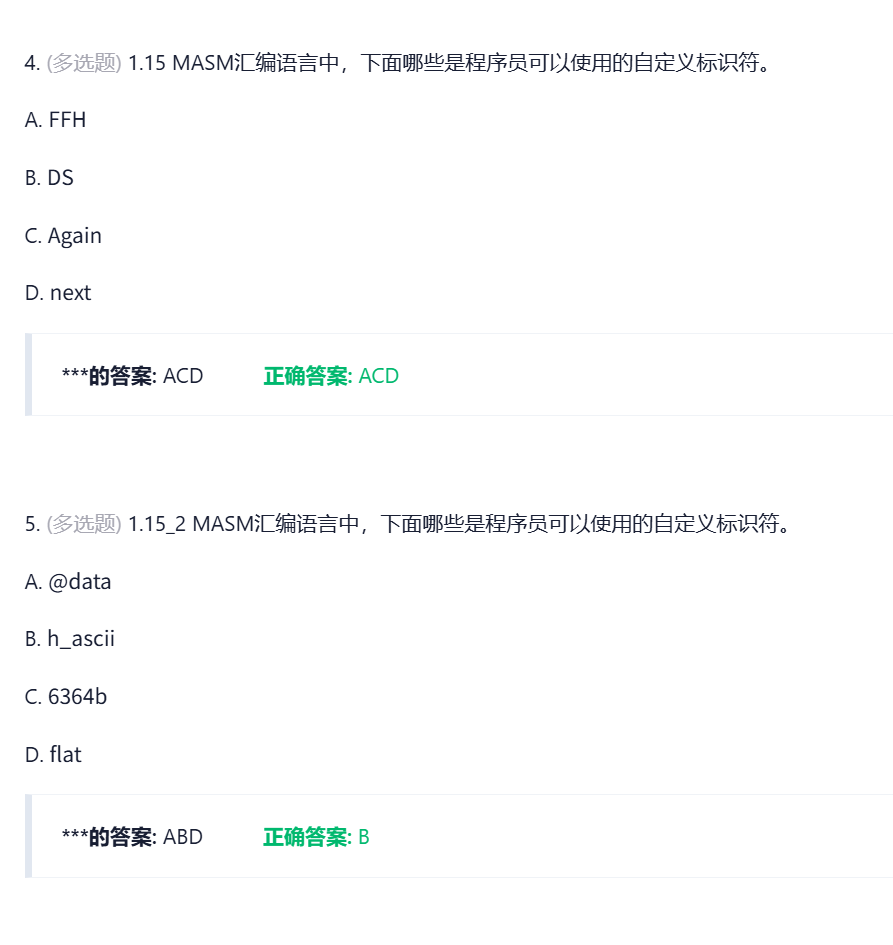 4. (多选题) 1.15 MASM汇编语言中，下面哪些是程序员可以使用的自定义标识符。
A. FFH
B. DS
C. Again
D. next
***的答案: ACD 正确答案: ACD
5. (多选题) 1.15_2 MASM汇编语言中，下面哪些是程序员可以使用的自定义标识符。
A. @data
B. h_ascii
C. 6364b
D. flat
***的答案: ABD 正确答案: B